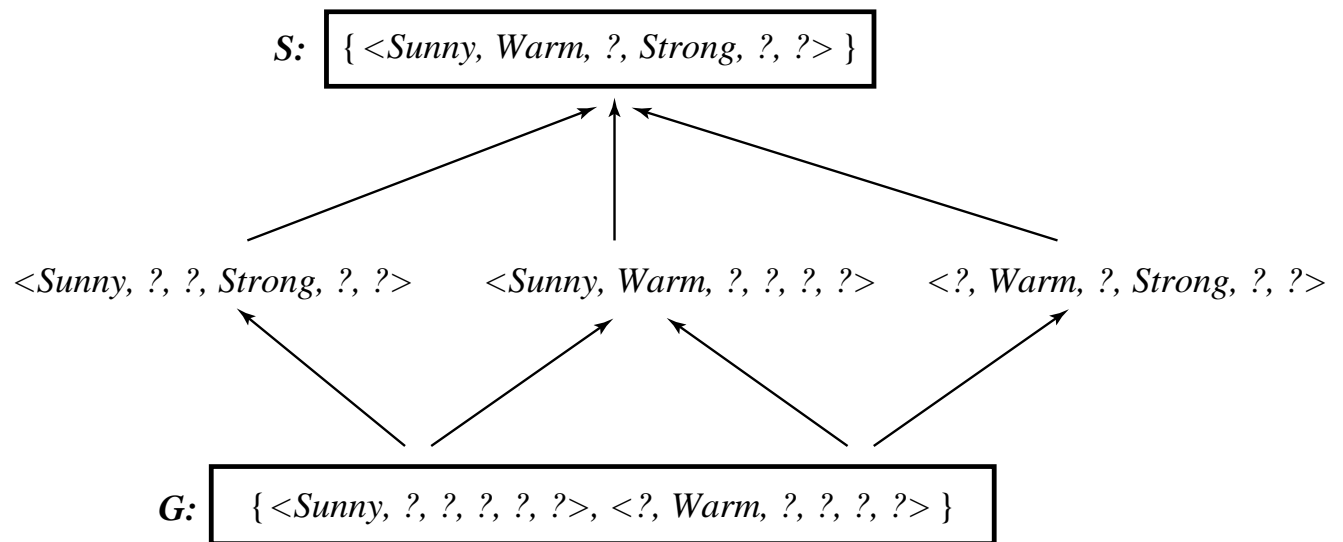 S: { <Sunny, Warm, ?, Strong, ?, ?> }
<Sunny, ?, ?, Strong, ?, ?> <Sunny, Warm, ?, ?, ?, ?> <?, Warm, ?, Strong, ?, ?>
G: { <Sunny, ?, ?, ?, ?, ?>, <?, Warm, ?, ?, ?, ?> }